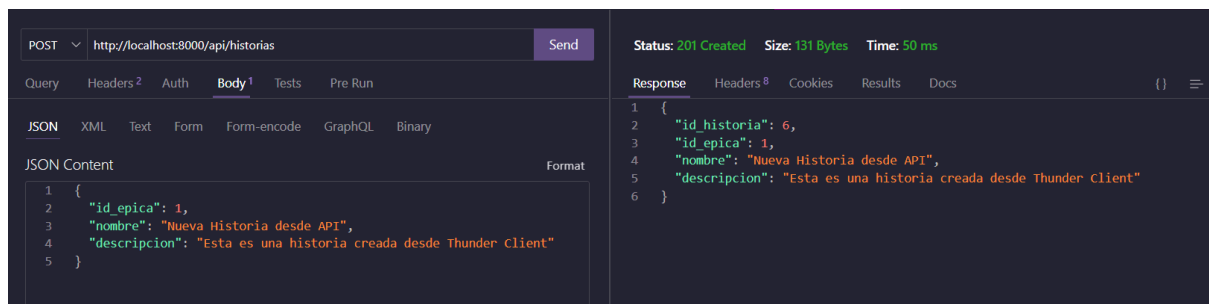 POST http://localhost:8000/api/historias Send
Query Headers 2 Auth Body 1 Tests Pre Run
JSON XML Text Form Form-encode GraphQL Binary
JSON Content Format
1 {
2 "id_epica": 1,
3 "nombre": "Nueva Historia desde API",
4 "descripcion": "Esta es una historia creada desde Thunder Client"
5 }
Status: 201 Created Size: 131 Bytes Time: 50 ms
Response Headers 8 Cookies Results Docs {}
1 {
2 "id_historia": 6,
3 "id_epica": 1,
4 "nombre": "Nueva Historia desde API",
5 "descripcion": "Esta es una historia creada desde Thunder Client"
6 }